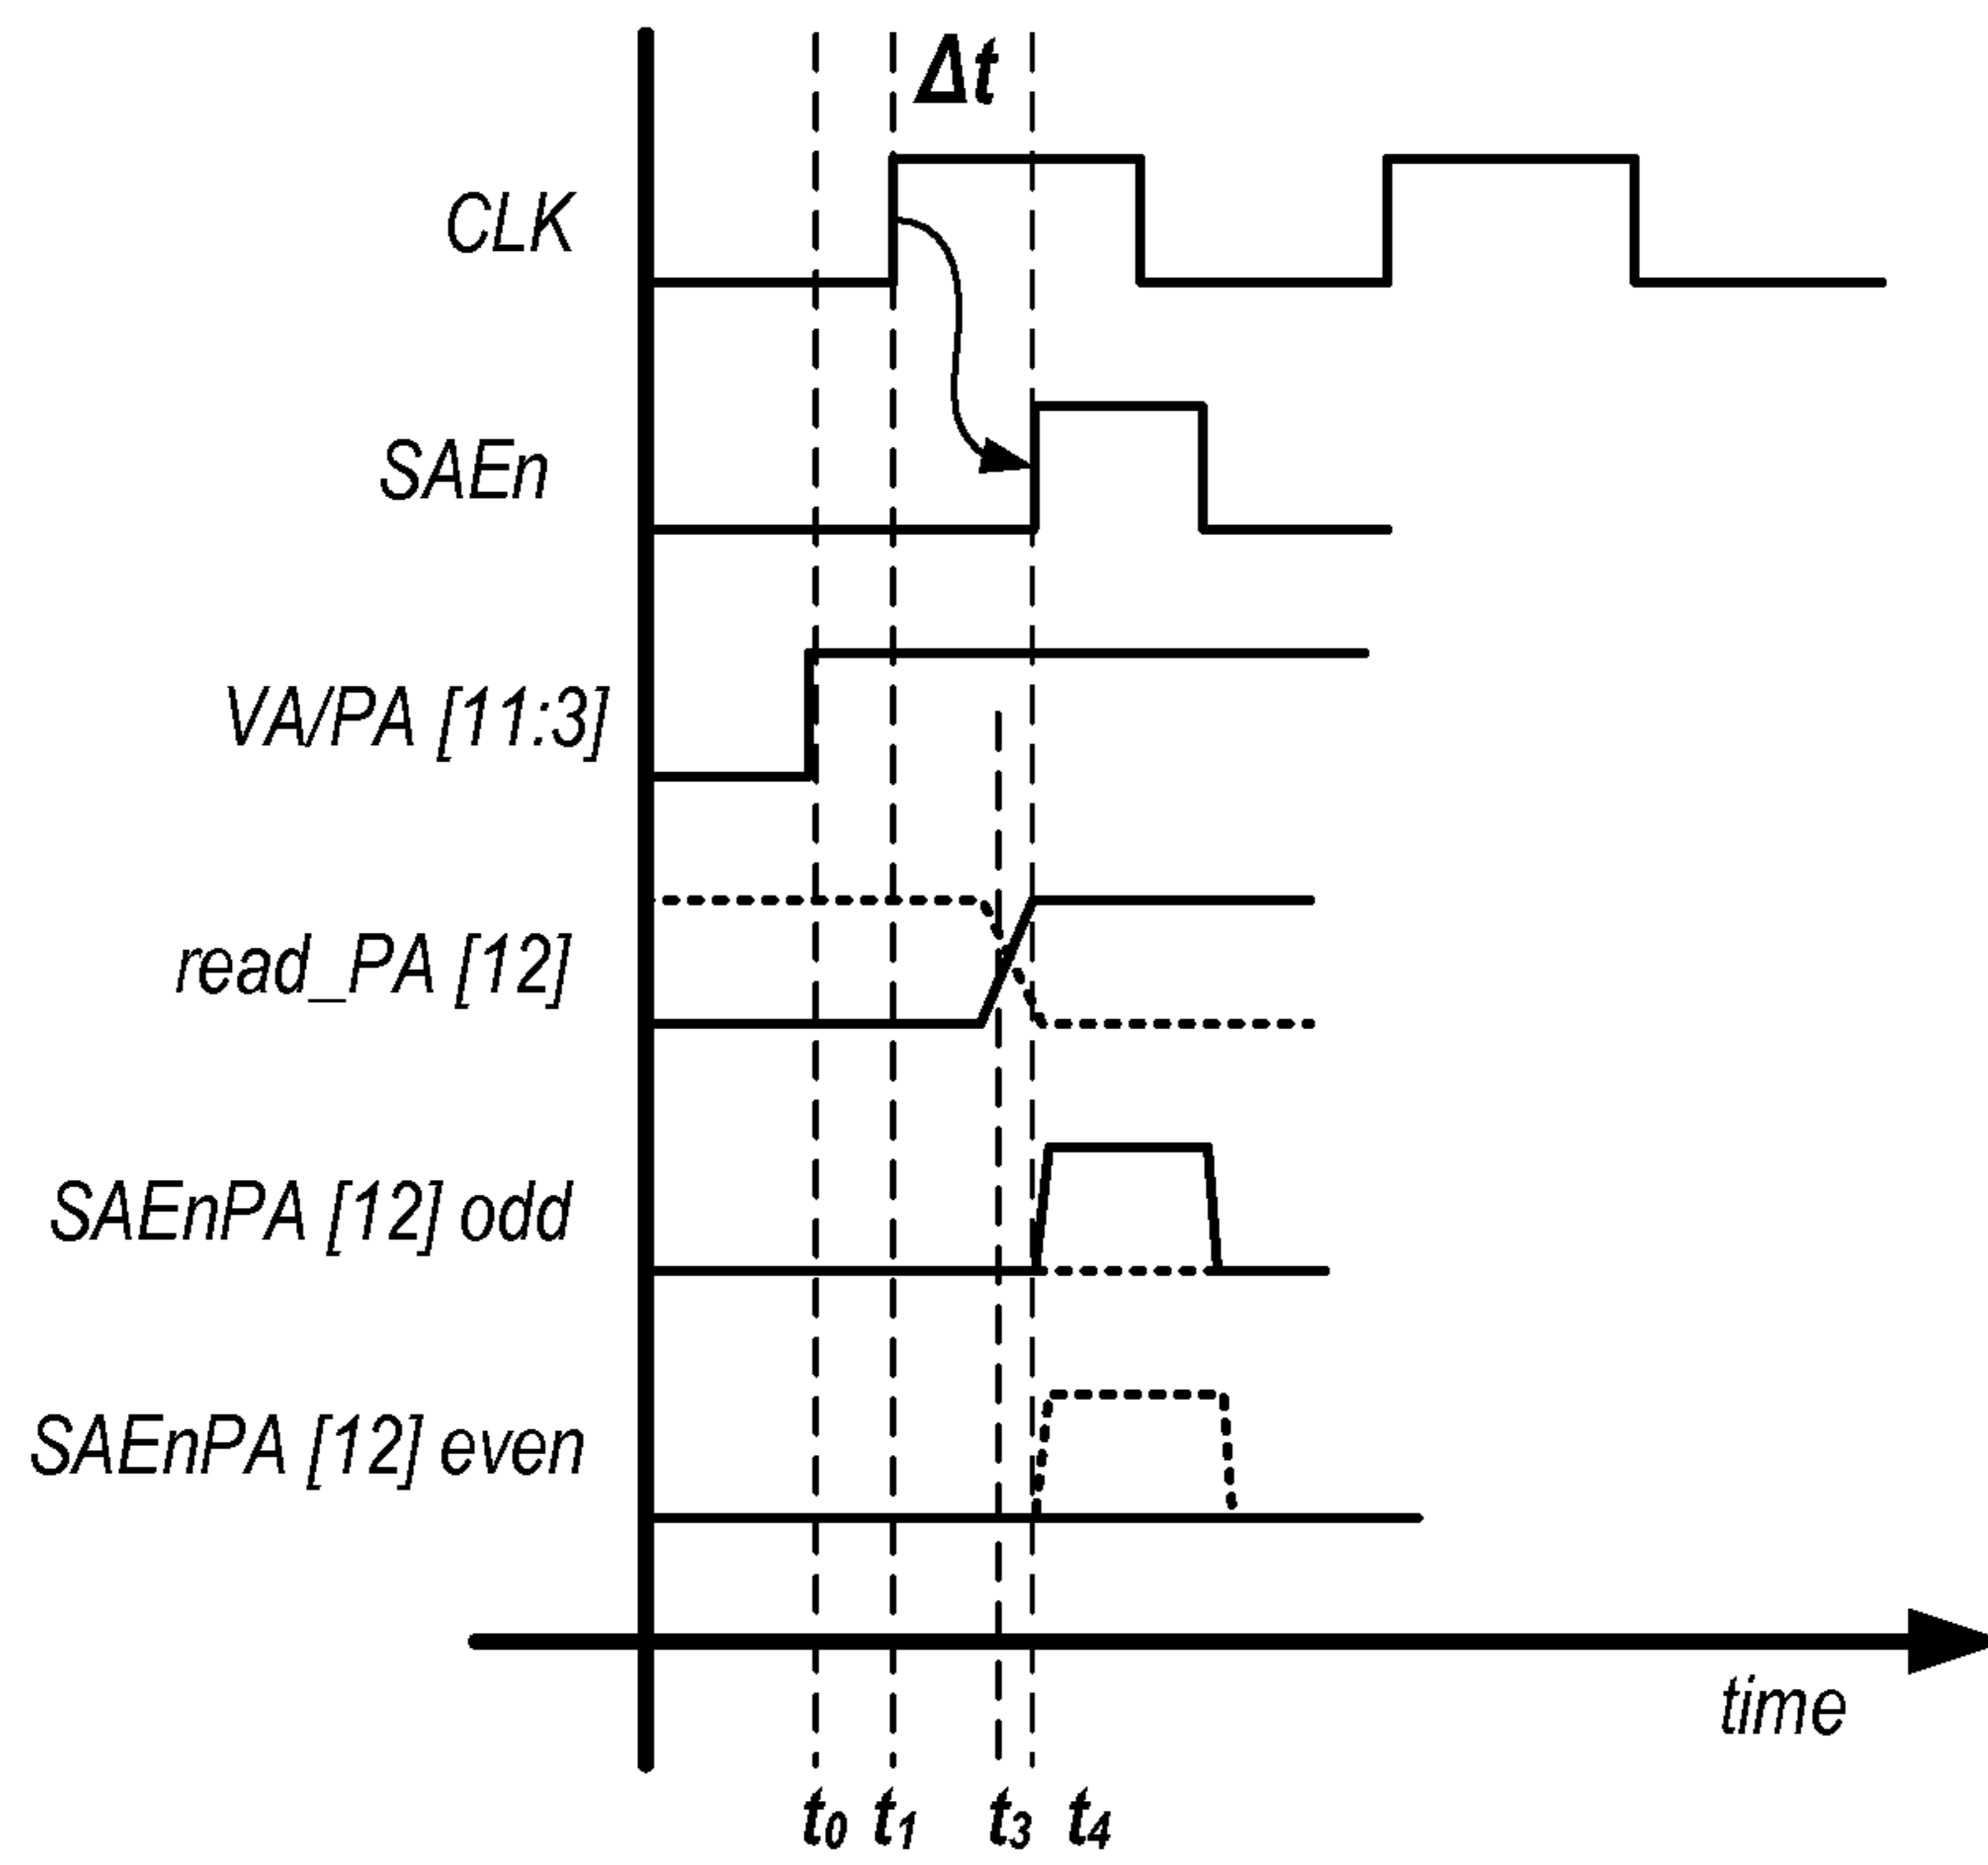 Δt
CLK
SAEn
VA/PA [11:3]
read_PA [12]
SAEnPA [12] odd
SAEnPA [12] even
time
t0 t1 t3 t4